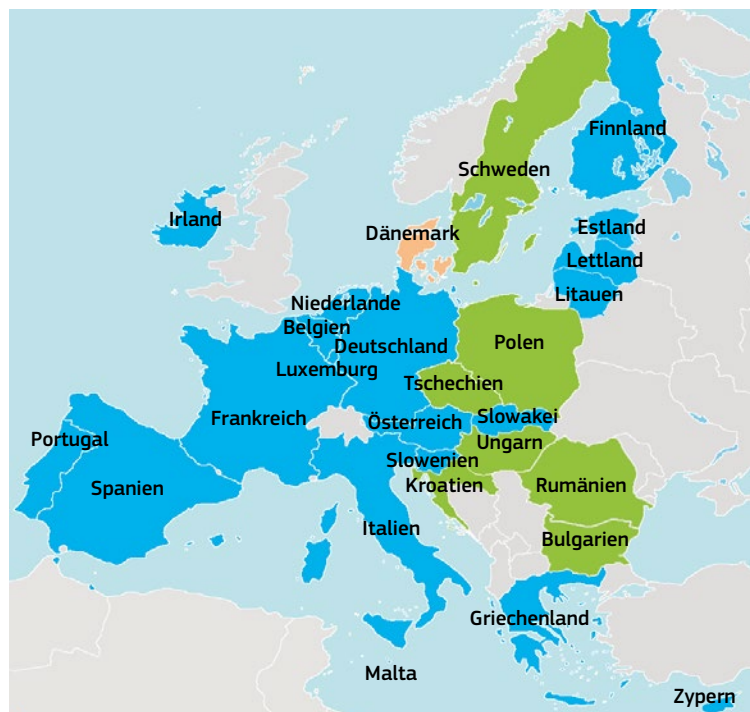 Finnland
Schweden
Irland
Estland
Dänemark
Lettland
Litauen
Niederlande
Belgien
Deutschland
Polen
Luxemburg
Tschechien
Frankreich
Österreich
Slowakei
Portugal
Ungarn
Slowenien
Spanien
Kroatien
Rumänien
Italien
Bulgarien
Griechenland
Malta
Zypern